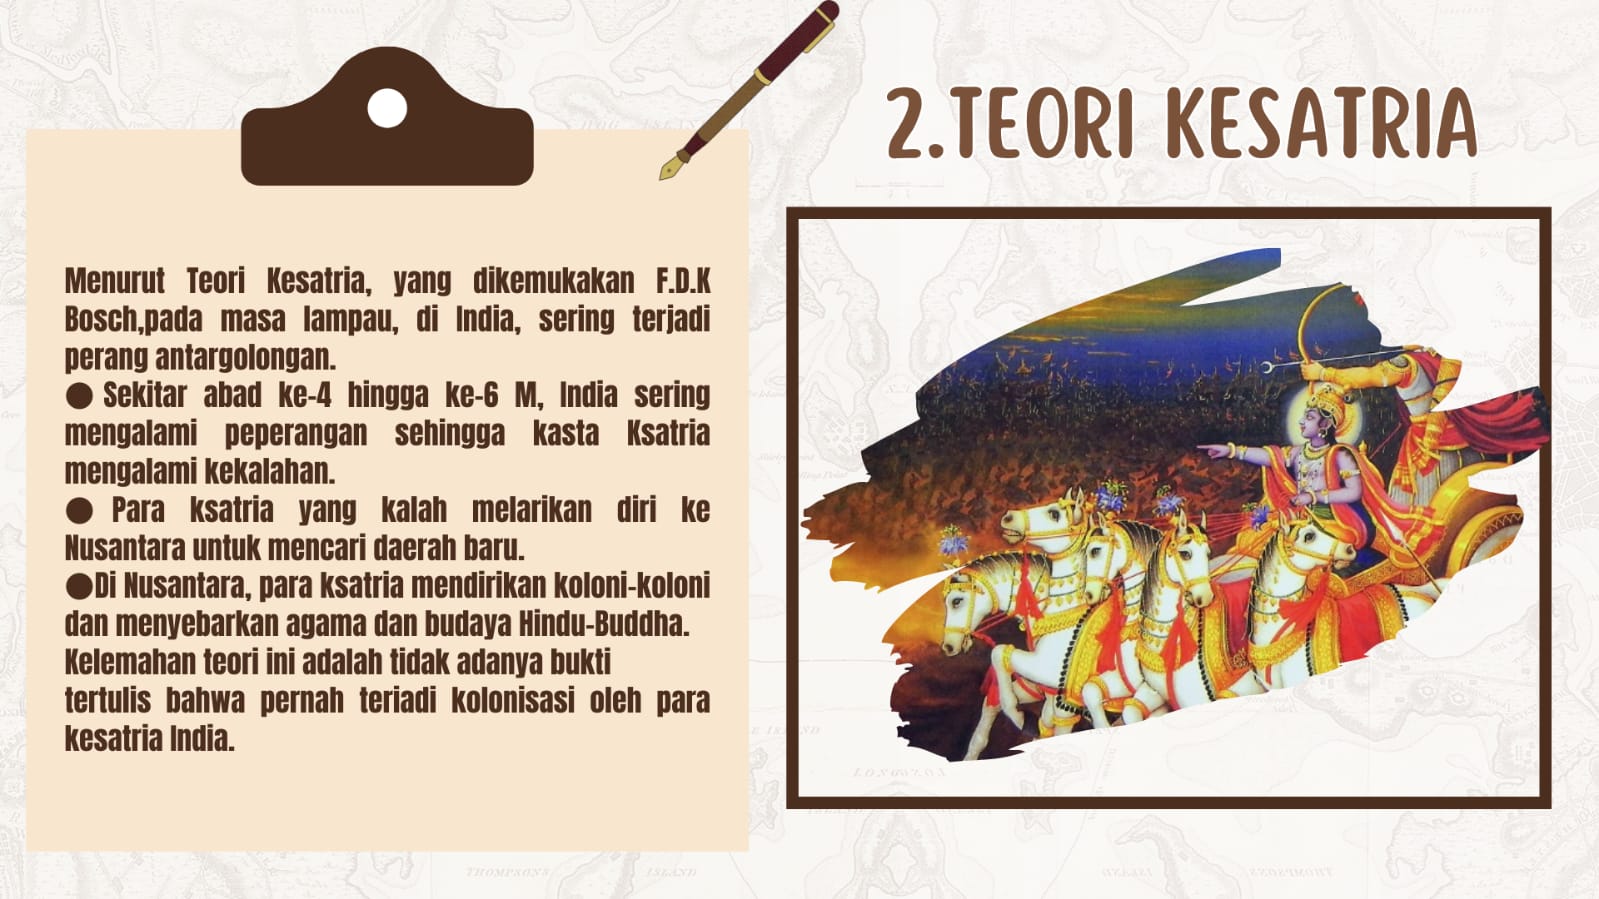 2.TEORI KESATRIA
Menurut Teori Kesatria, yang dikemukakan F.D.K
Bosch,pada masa lampau, di India, sering terjadi
perang antargolongan.
● Sekitar abad ke-4 hingga ke-6 M, India sering
mengalami peperangan sehingga kasta Ksatria
mengalami kekalahan.
● Para ksatria yang kalah melarikan diri ke
Nusantara untuk mencari daerah baru.
●Di Nusantara, para ksatria mendirikan koloni-koloni
dan menyebarkan agama dan budaya Hindu-Buddha.
Kelemahan teori ini adalah tidak adanya bukti
tertulis bahwa pernah teriadi kolonisasi oleh para
kesatria India.
THOMPSONS ISLAND